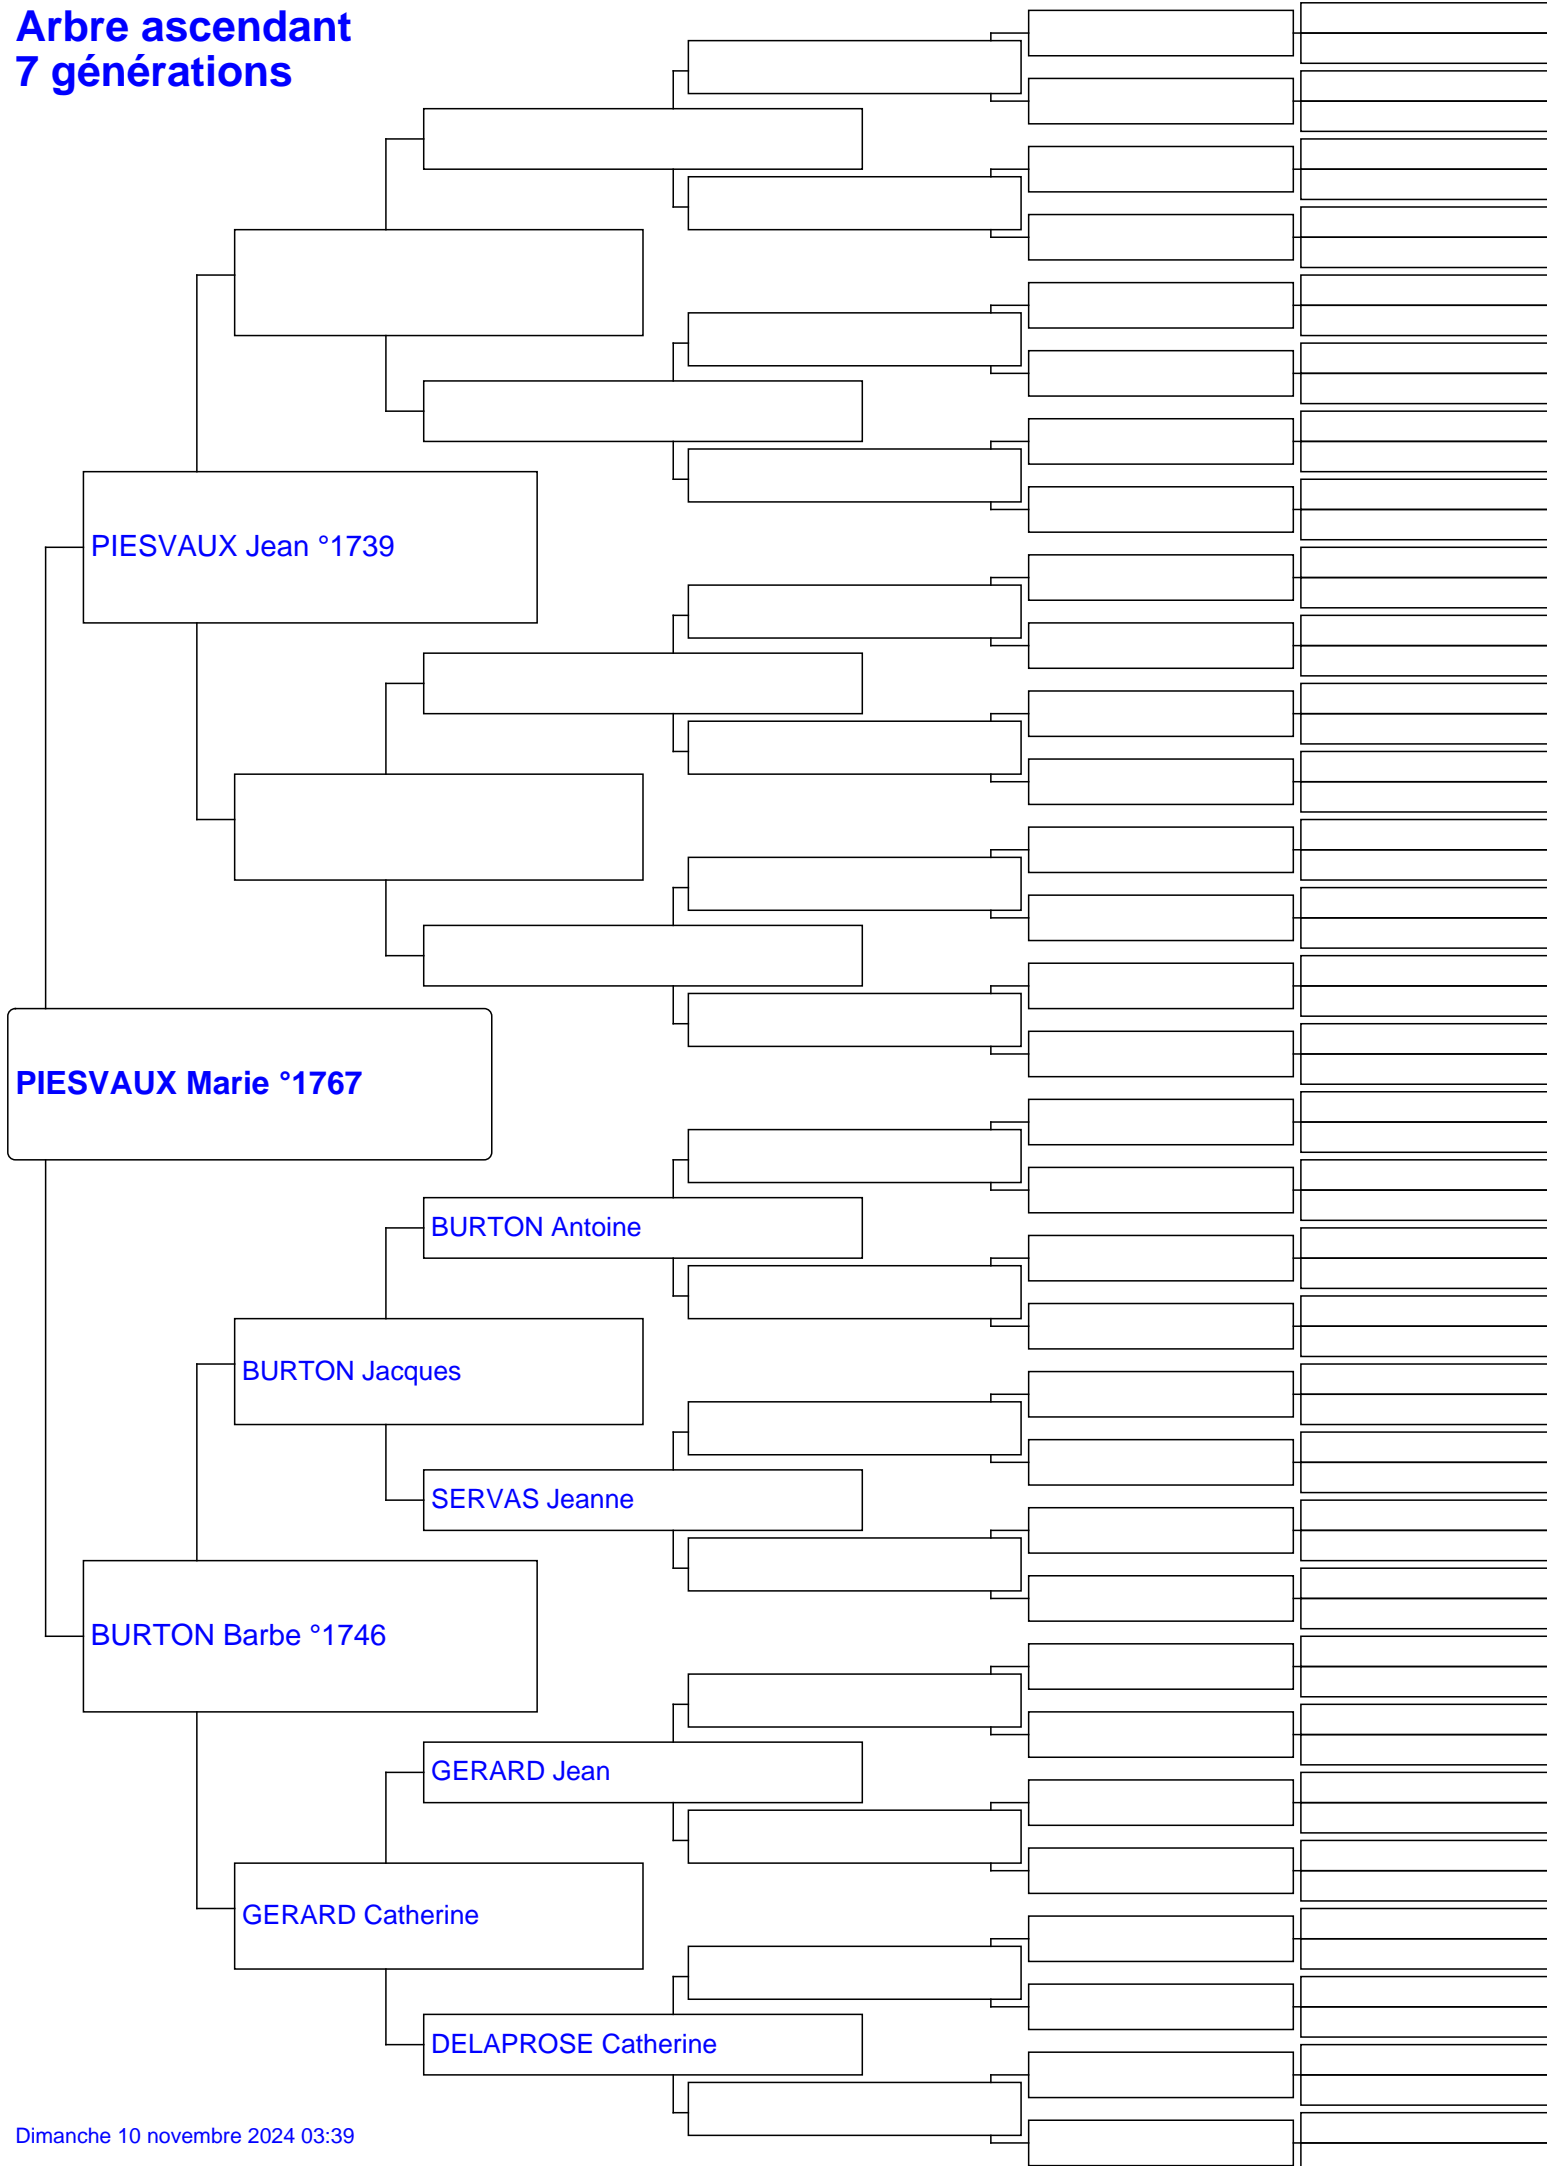 Arbre ascendant
7 générations
PIESVAUX Jean °1739
PIESVAUX Marie °1767
BURTON Antoine
BURTON Jacques
SERVAS Jeanne
BURTON Barbe °1746
GERARD Jean
GERARD Catherine
DELAPROSE Catherine
Dimanche 10 novembre 2024 03:39